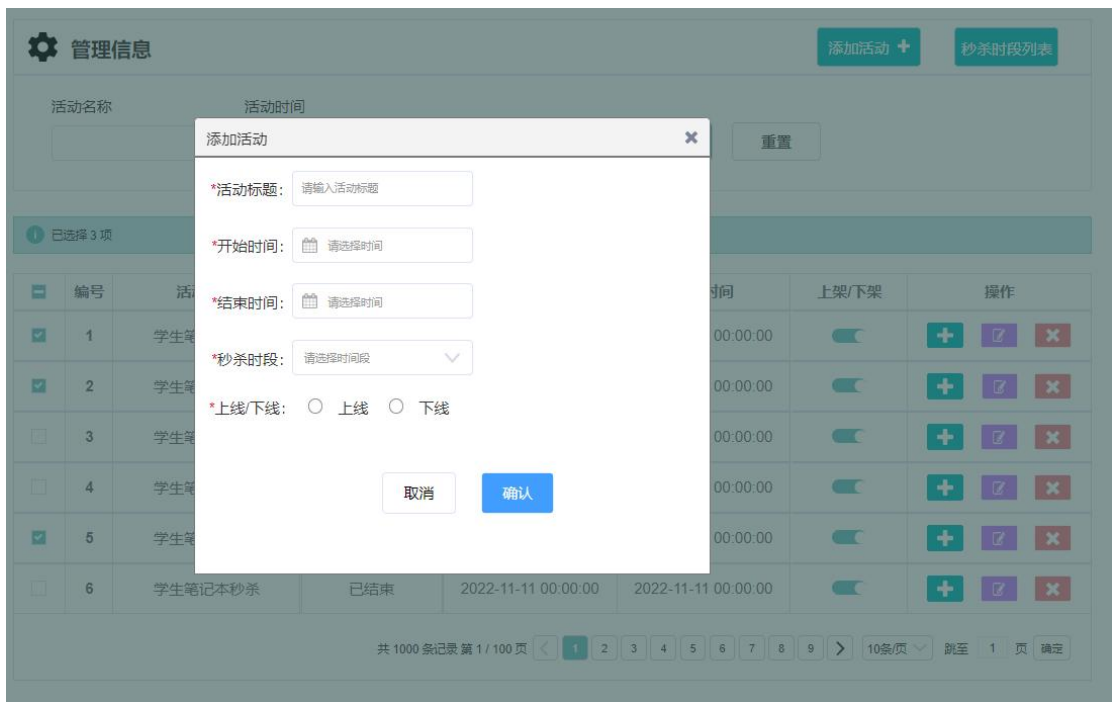 管理信息
添加活动
秒杀时段列表
活动名称
活动时间
重置
添加活动
*活动标题: 请输入活动标题
*开始时间: 请选择时间
*结束时间: 请选择时间
*秒杀时段: 请选择时间段
*上线/下线: 上线 下线
取消
确认
已选择 3 项
编号 活 时间 上架/下架 操作
1 学生笔 00:00:00
2 学生笔 00:00:00
3 学生笔 00:00:00
4 学生笔 00:00:00
5 学生笔 00:00:00
6 学生笔记本秒杀 已结束 2022-11-11 00:00:00 2022-11-11 00:00:00
共 1000 条记录 第 1 / 100 页 1 2 3 4 5 6 7 8 9 10条/页 跳至 1 页 确定